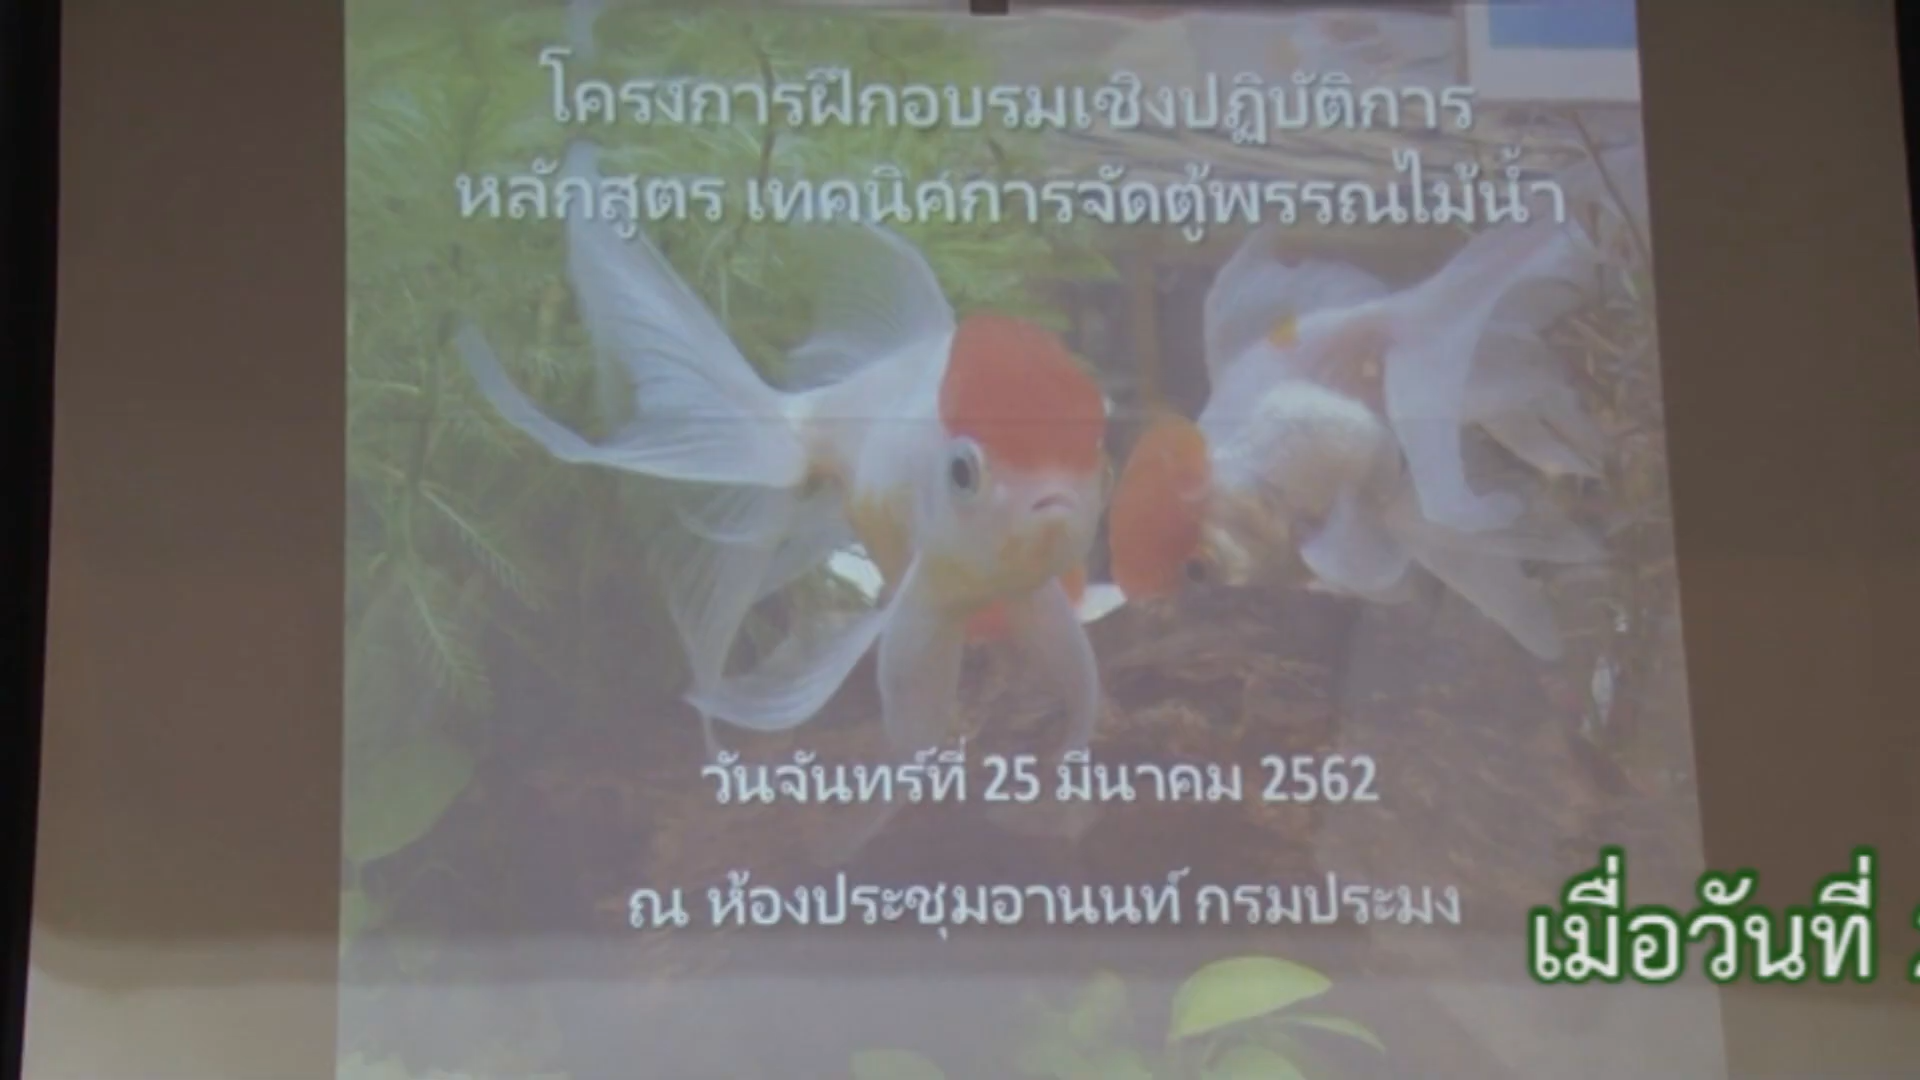 โครงการฝึกอบรมเชิงปฏิบัติการ
หลักสูตร เทคนิคการจัดตู้พรรณไม้น้ำ
วันจันทร์ที่ 25 มีนาคม 2562
ณ ห้องประชุมอานนท์ กรมประมง
เมื่อวันที่